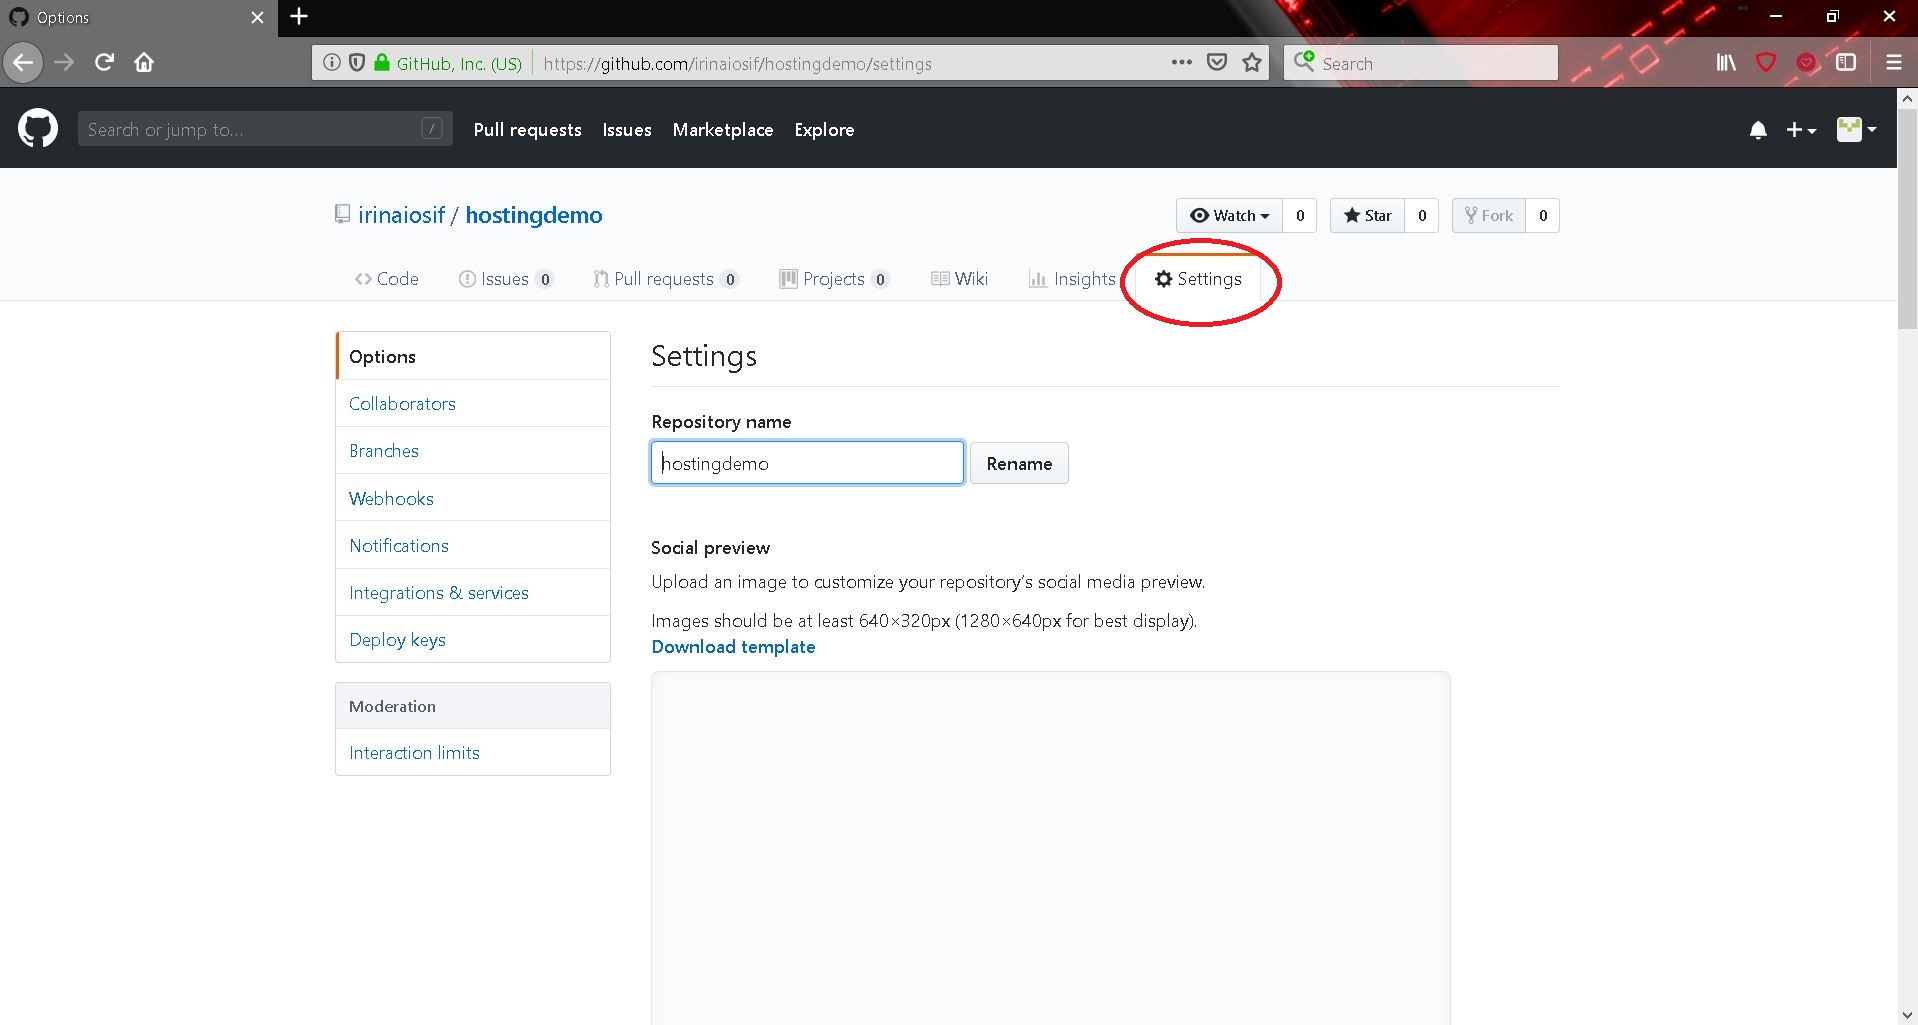 Options
GitHub, Inc. (US) https://github.com/irinaiosif/hostingdemo/settings Search
Search or jump to... / Pull requests Issues Marketplace Explore
irinaiosif / hostingdemo Watch 0 Star 0 Fork 0
Code Issues 0 Pull requests 0 Projects 0 Wiki Insights Settings
Options
Collaborators
Branches
Webhooks
Notifications
Integrations & services
Deploy keys
Moderation
Interaction limits
Settings
Repository name
hostingdemo Rename
Social preview
Upload an image to customize your repository's social media preview.
Images should be at least 640×320px (1280×640px for best display).
Download template